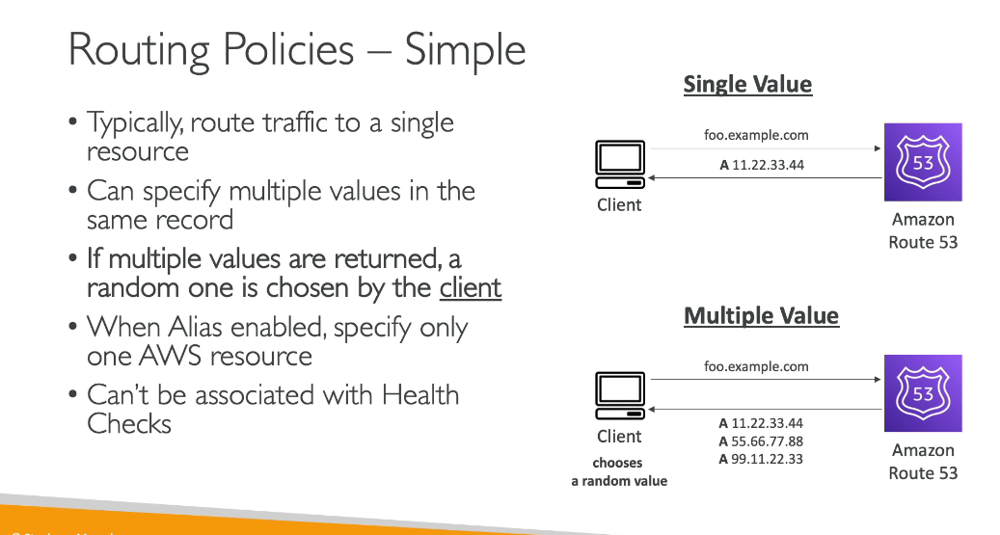 Routing Policies – Simple
• Typically, route traffic to a single
resource
• Can specify multiple values in the
same record
• If multiple values are returned, a
random one is chosen by the client
• When Alias enabled, specify only
one AWS resource
• Can't be associated with Health
Checks
Single Value
foo.example.com
A 11.22.33.44
Client
53
Amazon
Route 53
Multiple Value
foo.example.com
A 11.22.33.44
A 55.66.77.88
A 99.11.22.33
Client
chooses
a random value
53
Amazon
Route 53